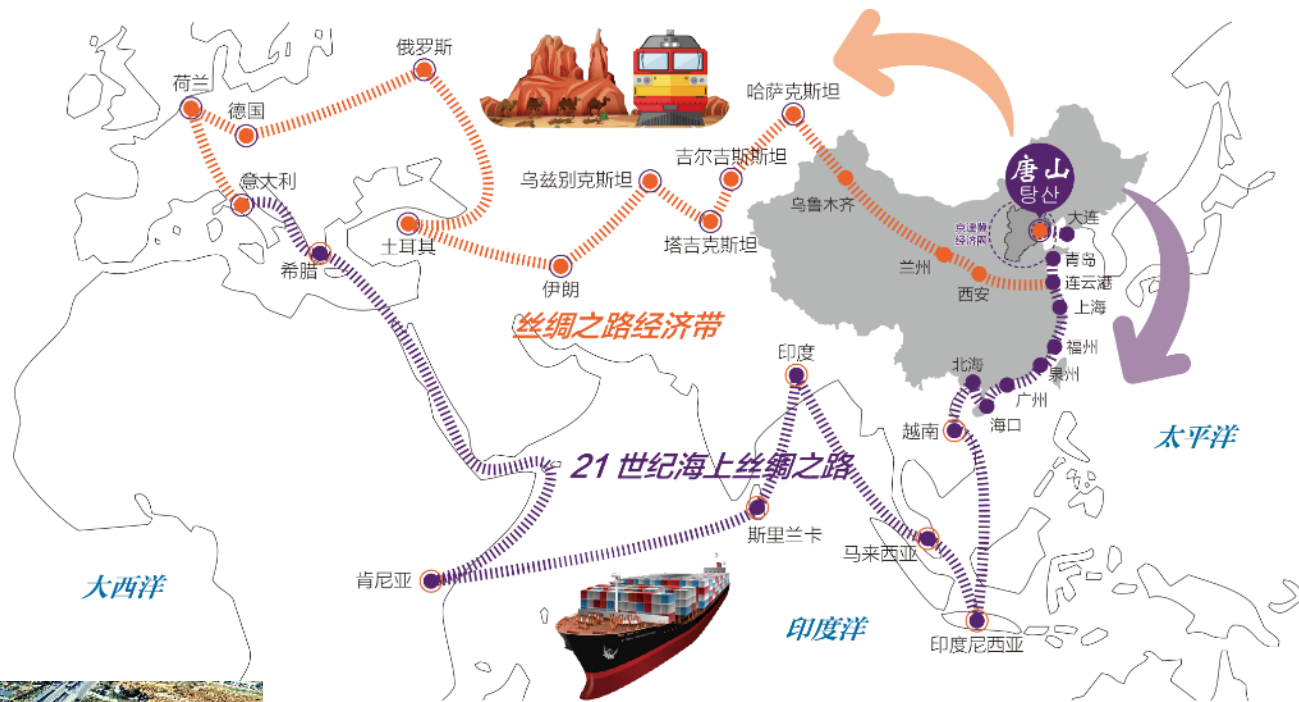 俄罗斯
荷兰
德国
哈萨克斯坦
吉尔吉斯斯坦
乌兹别克斯坦
意大利
唐山
乌鲁木齐
大连
土耳其
塔吉克斯坦
京津冀
经济圈
希腊
伊朗
兰州
青岛
西安
连云港
上海
丝绸之路经济带
福州
印度
北海
泉州
广州
海口
越南
太平洋
21世纪海上丝绸之路
斯里兰卡
马来西亚
肯尼亚
大西洋
印度洋
印度尼西亚